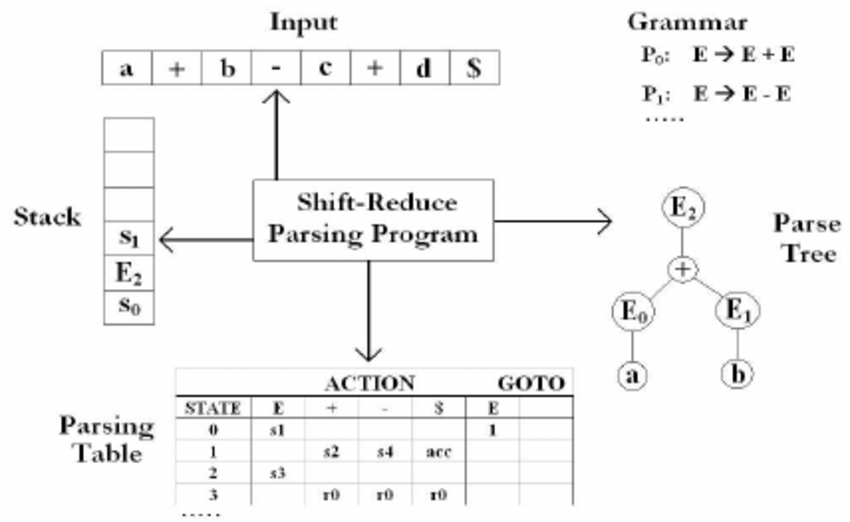 Input
a + b - c + d $
Grammar
P₀: E → E + E
P₁: E → E - E
.....
Stack
s₁
E₂
s₀
Shift-Reduce
Parsing Program
E₂
+
E₀ E₁
a b
Parse
Tree
Parsing
Table
ACTION GOTO
STATE E + - $ E
0 s1 1
1 s2 s4 acc
2 s3
3 r0 r0 r0
.....